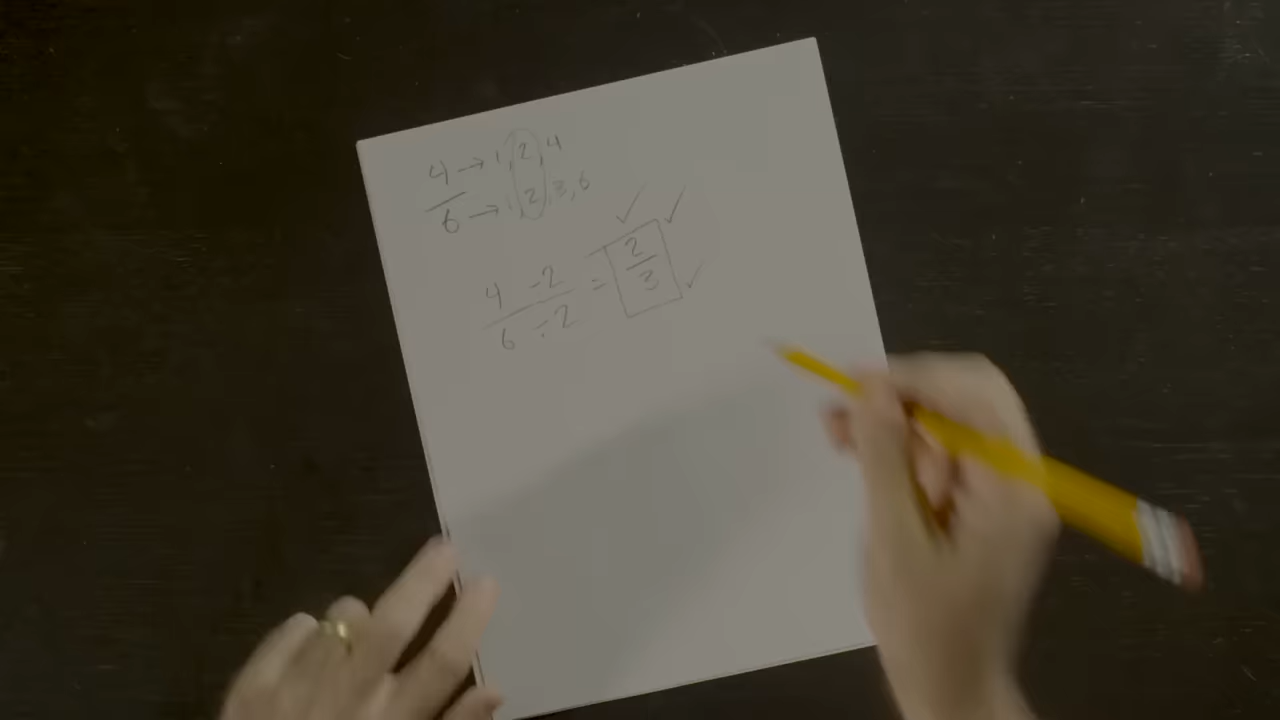 4 → 1, 2, 4
6 → 1, 2, 3, 6
4 ÷ 2 = 2
6 ÷ 2 3